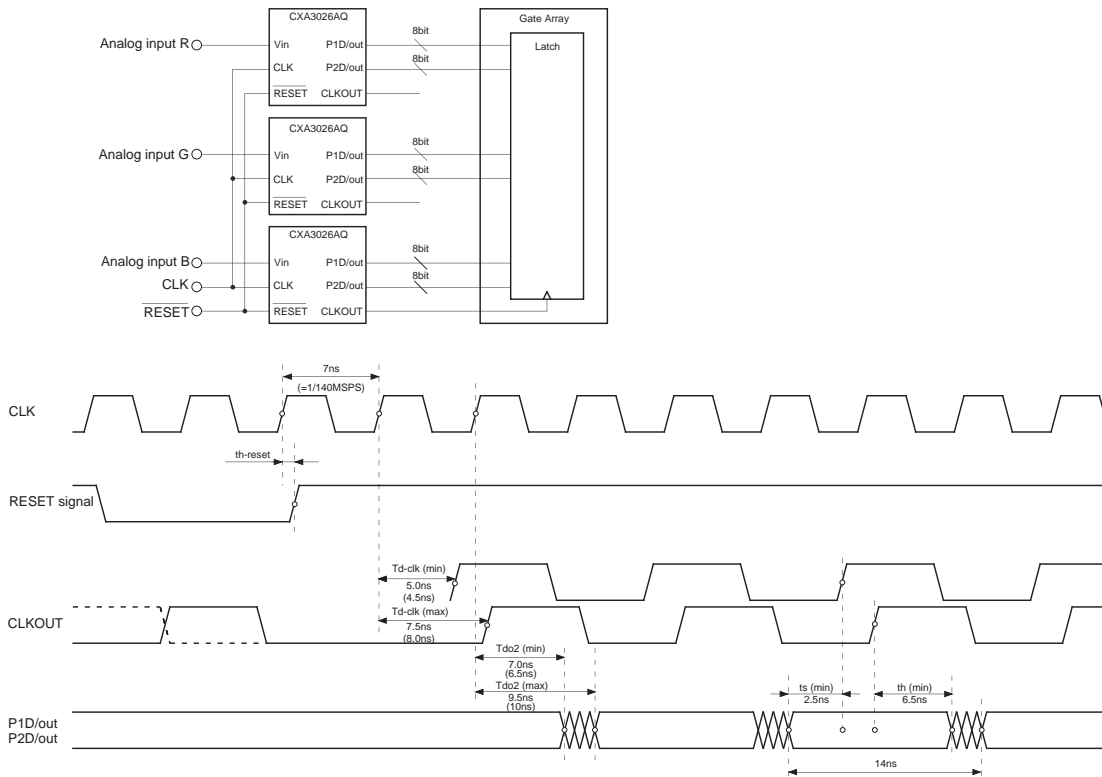 CXA3026AQ
Gate Array
Analog input R
Vin
P1D/out
8bit
Latch
CLK
P2D/out
8bit
RESET
CLKOUT
CXA3026AQ
Analog input G
Vin
P1D/out
8bit
CLK
P2D/out
8bit
RESET
CLKOUT
CXA3026AQ
Analog input B
Vin
P1D/out
8bit
CLK
CLK
P2D/out
8bit
RESET
RESET
CLKOUT
7ns
(=1/140MSPS)
CLK
th-reset
RESET signal
Td-clk (min)
5.0ns
(4.5ns)
Td-clk (max)
7.5ns
(8.0ns)
CLKOUT
Tdo2 (min)
7.0ns
(6.5ns)
Tdo2 (max)
9.5ns
(10ns)
ts (min)
2.5ns
th (min)
6.5ns
P1D/out
P2D/out
14ns